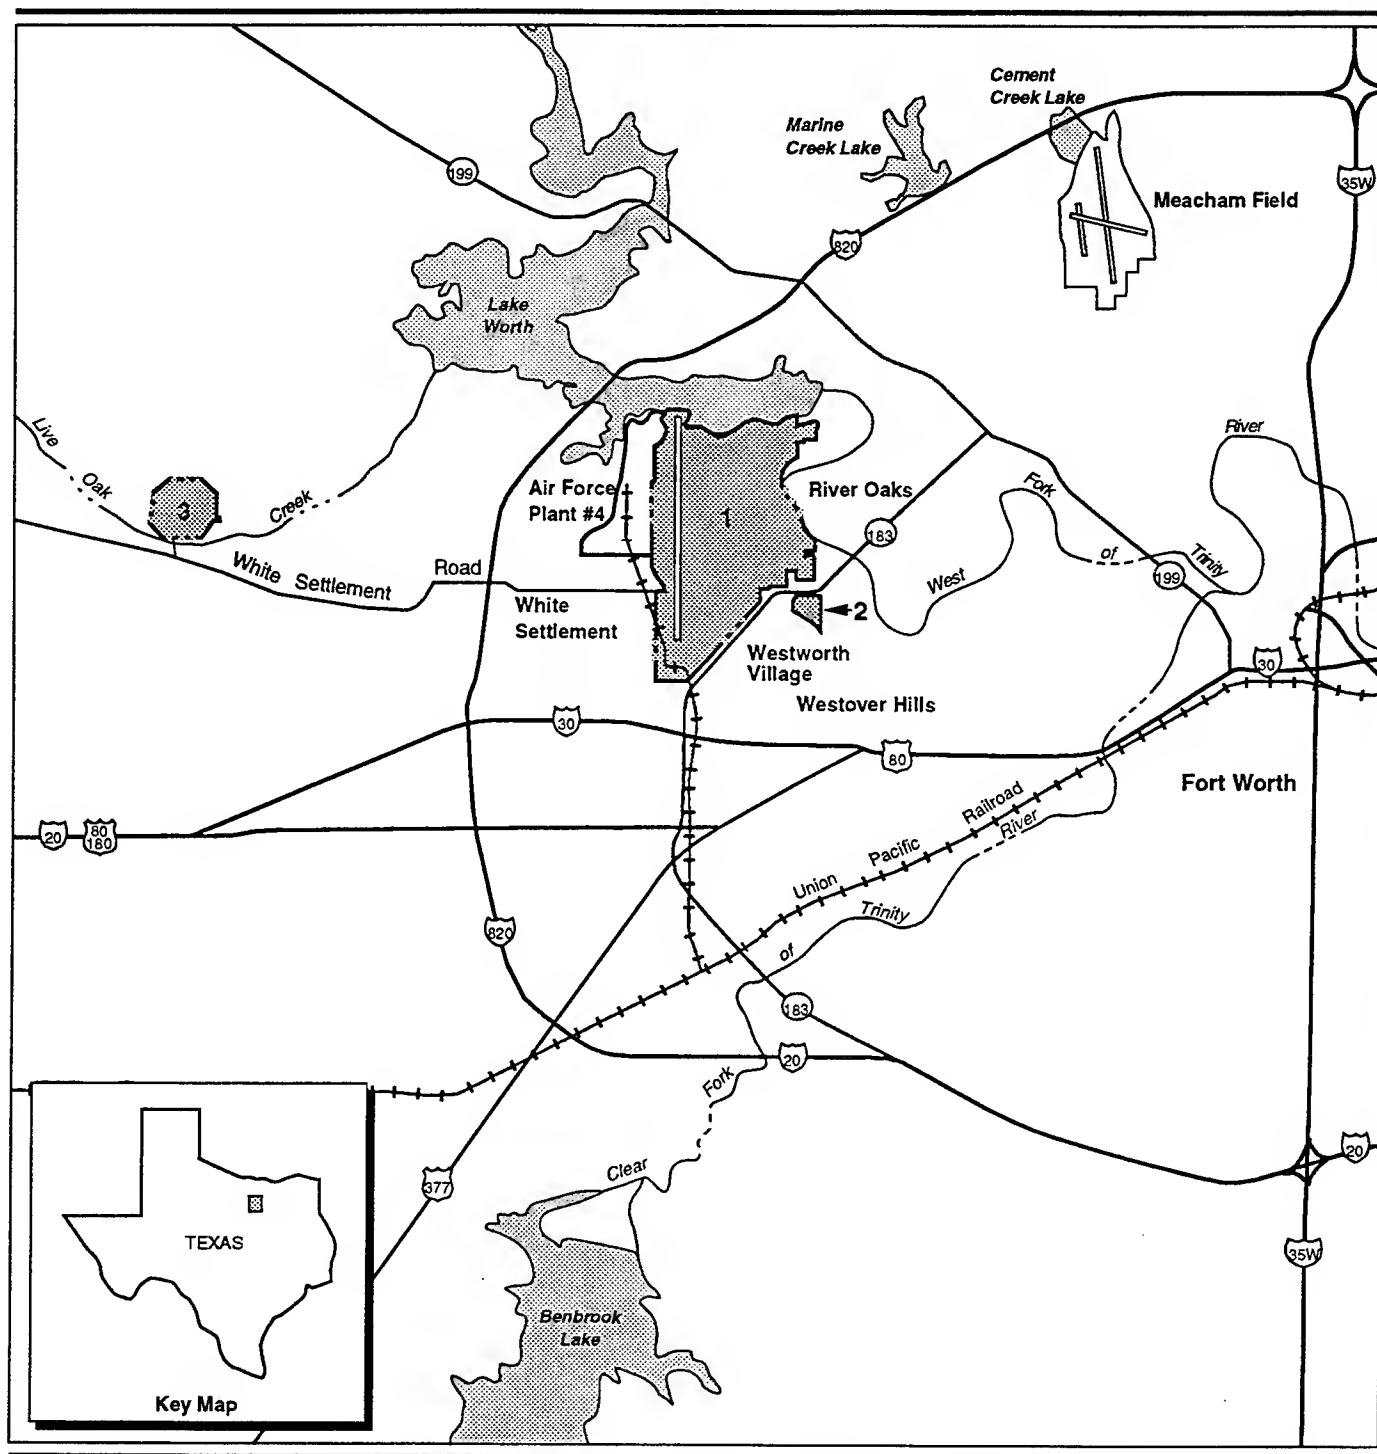 Cement
Creek Lake
Marine
Creek Lake
199
35W
Meacham Field
820
Lake
Worth
River
Live
Oak
Creek
3
Air Force
Plant #4
1
River Oaks
183
Fork
of
Trinity
West
199
White Settlement
Road
White
Settlement
2
Westworth
Village
30
Westover Hills
30
80
Fort Worth
20
80
180
Railroad
Pacific
Union
River
Trinity
of
820
183
20
Fork
Clear
377
20
35W
TEXAS
Benbrook
Lake
Key Map